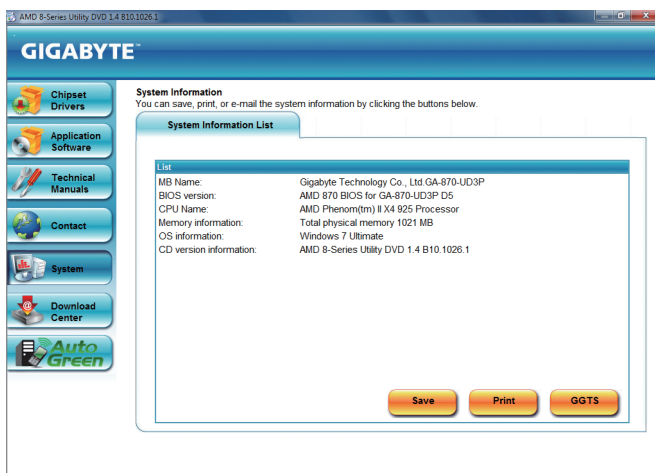 AMD 8-Series Utility DVD 1.4 B10.1026.1
GIGABYTE™
Chipset
Drivers
Application
Software
Technical
Manuals
Contact
System
Download
Center
Auto
Green
System Information
You can save, print, or e-mail the system information by clicking the buttons below.
System Information List
List
MB Name: Gigabyte Technology Co., Ltd.GA-870-UD3P
BIOS version: AMD 870 BIOS for GA-870-UD3P D5
CPU Name: AMD Phenom(tm) II X4 925 Processor
Memory information: Total physical memory 1021 MB
OS information: Windows 7 Ultimate
CD version information: AMD 8-Series Utility DVD 1.4 B10.1026.1
Save
Print
GGTS